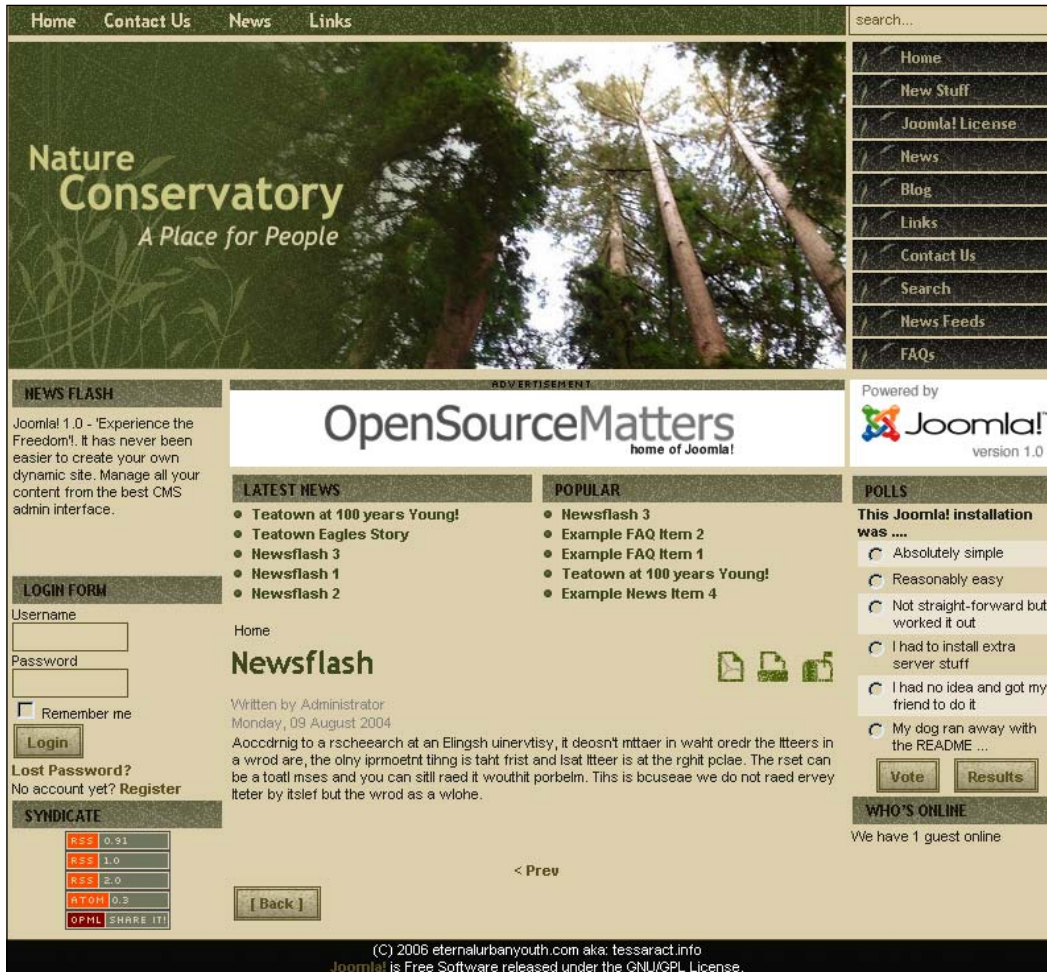 Home Contact Us News Links
search...
Nature
Conservatory
A Place for People
Home
New Stuff
Joomla! License
News
Blog
Links
Contact Us
Search
News Feeds
FAQs
NEWS FLASH
Joomla! 1.0 - 'Experience the
Freedom'!. It has never been
easier to create your own
dynamic site. Manage all your
content from the best CMS
admin interface.
LOGIN FORM
Username
Password
Remember me
Login
Lost Password?
No account yet? Register
SYNDICATE
RSS 0.91
RSS 1.0
RSS 2.0
ATOM 0.3
OPML SHARE IT!
ADVERTISEMENT
OpenSourceMatters
home of Joomla!
LATEST NEWS
Teatown at 100 years Young!
Teatown Eagles Story
Newsflash 3
Newsflash 1
Newsflash 2
POPULAR
Newsflash 3
Example FAQ Item 2
Example FAQ Item 1
Teatown at 100 years Young!
Example News Item 4
Home
Newsflash
Written by Administrator
Monday, 09 August 2004
Aoccdrnig to a rscheearch at an Elingsh uinervtisy, it deosn't mttaer in waht oredr the ltteers in
a wrod are, the olny iprmoetnt tihng is taht frist and lsat ltteer is at the rghit pclae. The rset can
be a toatl mses and you can sitll raed it wouthit porbelm. Tihs is bcuseae we do not raed ervey
lteter by itslef but the wrod as a wlohe.
< Prev
[ Back ]
Powered by
Joomla!
version 1.0
POLLS
This Joomla! installation
was ....
Absolutely simple
Reasonably easy
Not straight-forward but
worked it out
I had to install extra
server stuff
I had no idea and got my
friend to do it
My dog ran away with
the README ...
Vote Results
WHO'S ONLINE
We have 1 guest online
(C) 2006 eternalurbanyouth.com aka: tessaract.info
Joomla! is Free Software released under the GNU/GPL License.